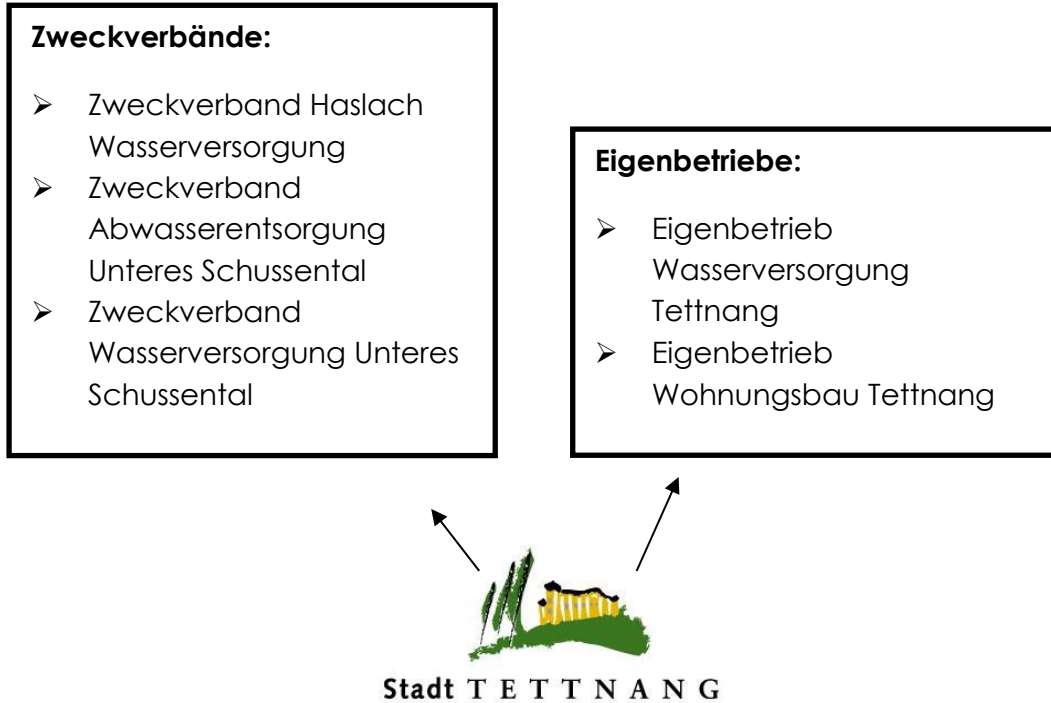 Zweckverbände:
➢ Zweckverband Haslach
Wasserversorgung
➢ Zweckverband
Abwasserentsorgung
Unteres Schussental
➢ Zweckverband
Wasserversorgung Unteres
Schussental
Eigenbetriebe:
➢ Eigenbetrieb
Wasserversorgung
Tettnang
➢ Eigenbetrieb
Wohnungsbau Tettnang
Stadt TETTNANG